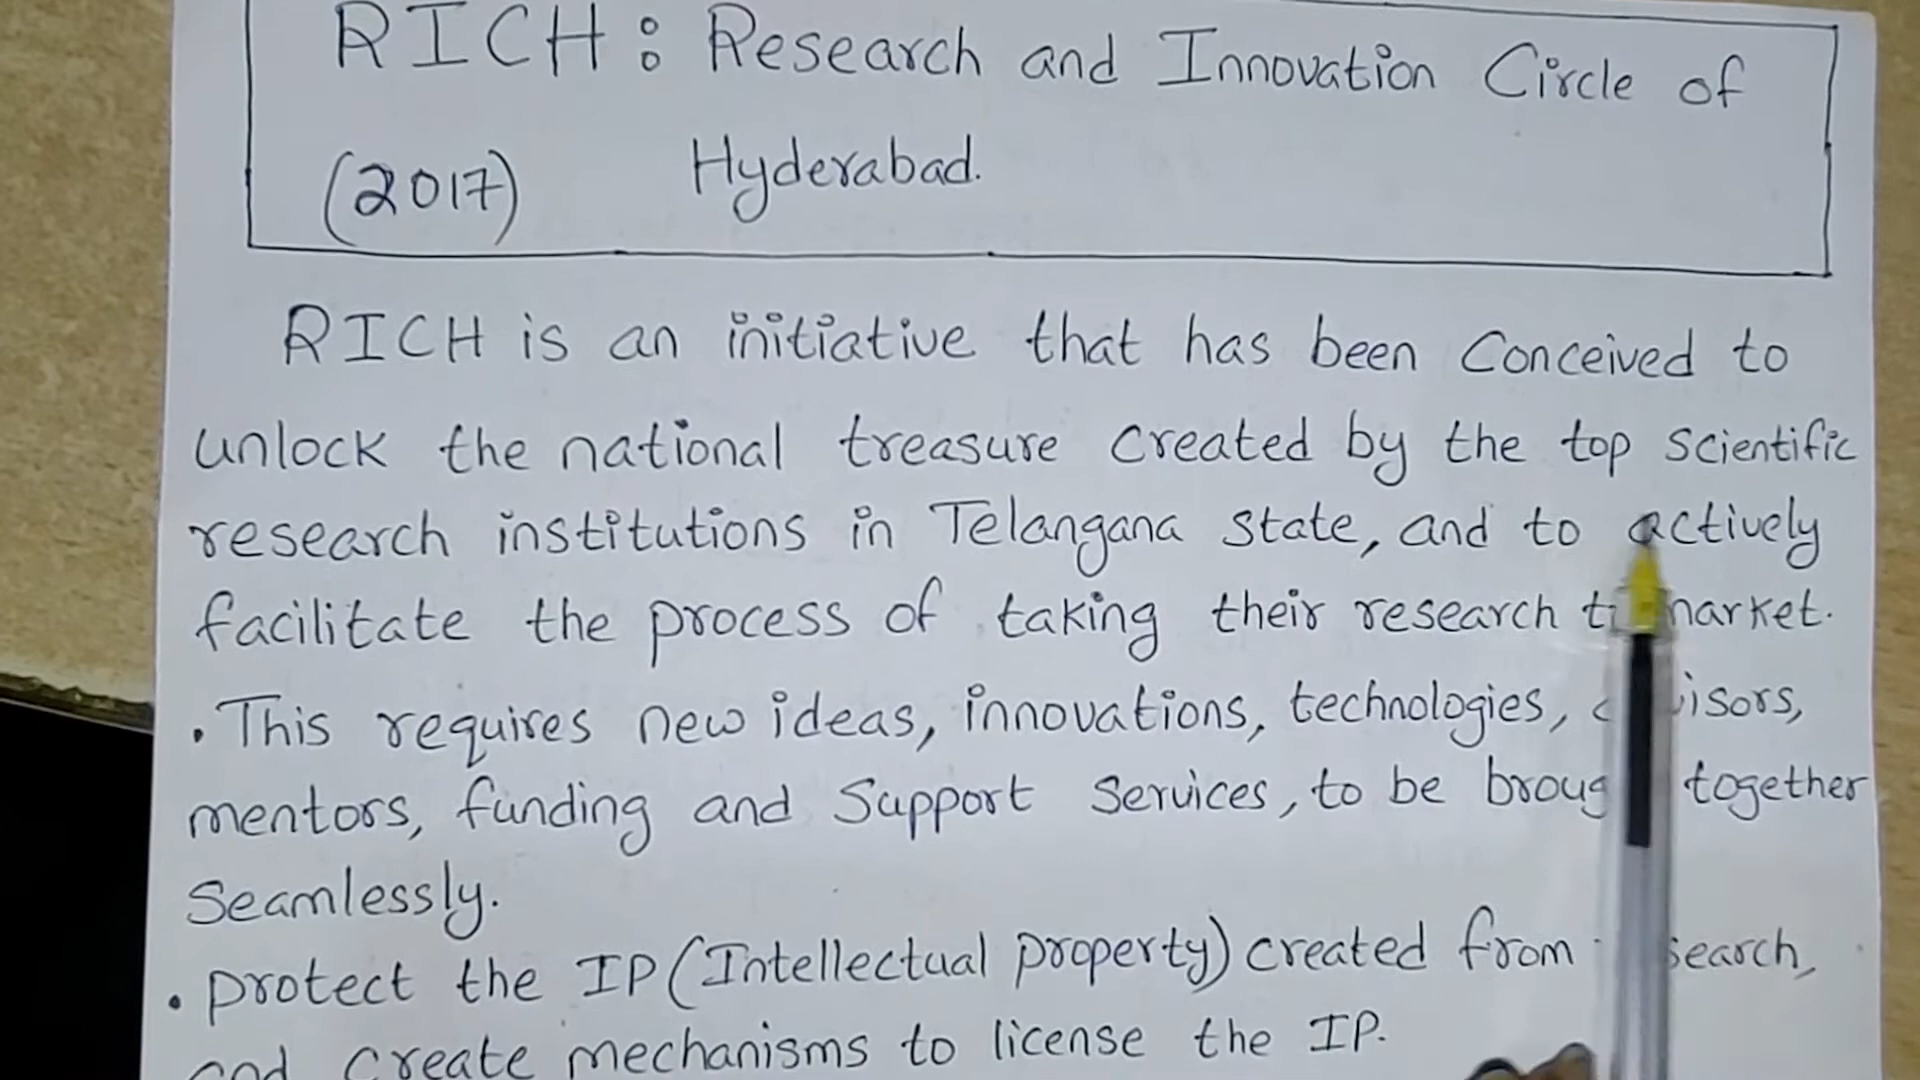 RICH: Research and Innovation Circle of
(2017) Hyderabad.
RICH is an initiative that has been Conceived to
unlock the national treasure created by the top Scientific
research institutions in Telangana State, and to actively
facilitate the process of taking their research market.
• This requires new ideas, innovations, technologies,
mentors, funding and Support Services, to be together
Seamlessly.
• protect the IP (Intellectual property) created from
and create mechanisms to license the IP.